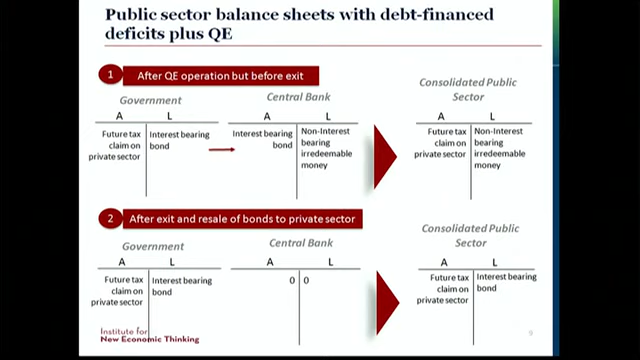 Public sector balance sheets with debt-financed
deficits plus QE
1 After QE operation but before exit
Government
A L
Future tax
claim on
private sector
Interest bearing
bond
Central Bank
A L
Interest bearing
bond
Non-Interest
bearing
irredeemable
money
Consolidated Public
Sector
A L
Future tax
claim on
private sector
Non-Interest
bearing
irredeemable
money
2 After exit and resale of bonds to private sector
Government
A L
Future tax
claim on
private sector
Interest bearing
bond
Central Bank
A L
0 0
Consolidated Public
Sector
A L
Future tax
claim on
private sector
Interest bearing
bond
Institute for
New Economic Thinking
9